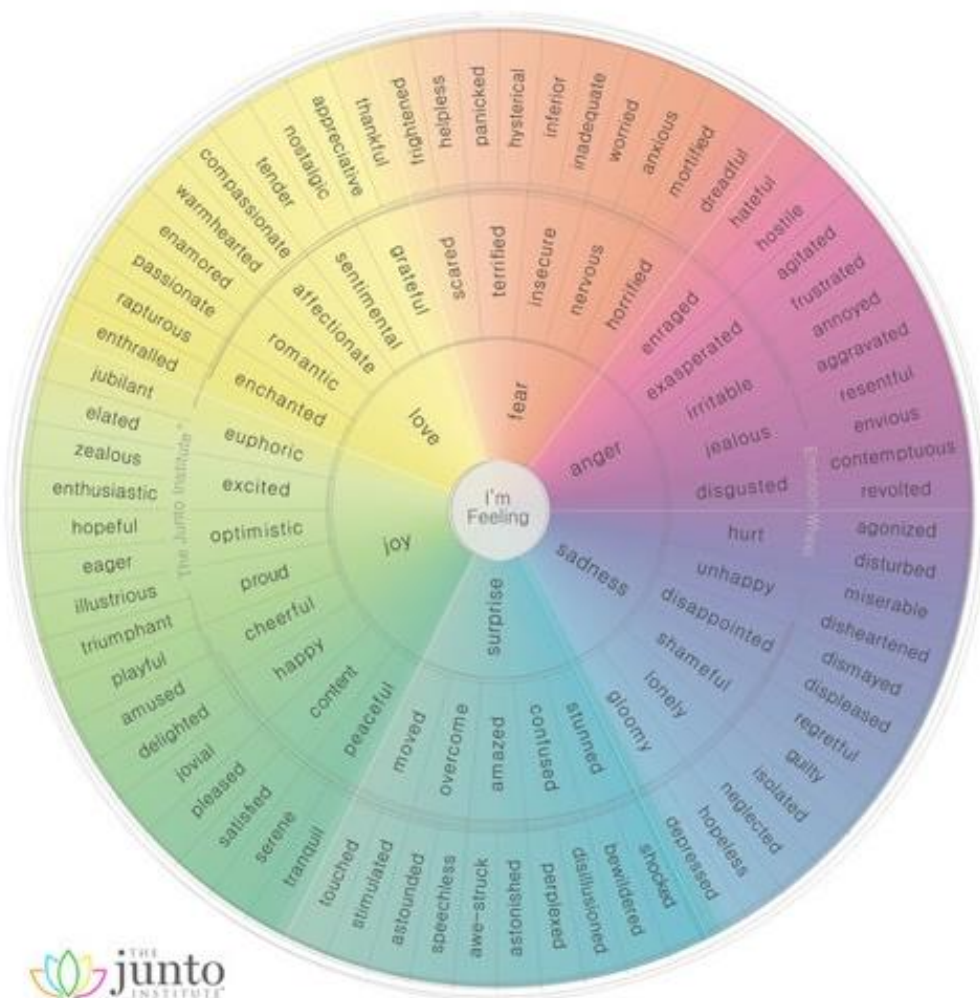 I'm
Feeling
fear
anger
sadness
surprise
joy
love
scared
terrified
insecure
nervous
horrified
enraged
exasperated
irritable
jealous
disgusted
hurt
unhappy
disappointed
shameful
lonely
gloomy
stunned
confused
amazed
overcome
moved
peaceful
content
happy
cheerful
proud
optimistic
excited
euphoric
enchanted
romantic
affectionate
sentimental
grateful
frightened
helpless
panicked
hysterical
inferior
inadequate
worried
anxious
mortified
dreadful
hateful
hostile
agitated
frustrated
annoyed
aggravated
resentful
envious
contemptuous
revolted
agonized
disturbed
miserable
disheartened
dismayed
displeased
regretful
guilty
isolated
neglected
hopeless
depressed
shocked
bewildered
disillusioned
perplexed
astonished
awe-struck
speechless
astounded
stimulated
touched
tranquil
serene
satisfied
pleased
jovial
delighted
amused
playful
triumphant
illustrious
eager
hopeful
enthusiastic
zealous
elated
jubilant
enthralled
rapturous
passionate
enamored
warmhearted
compassionate
tender
nostalgic
appreciative
thankful
The Junto Institute
THE
junto
INSTITUTE